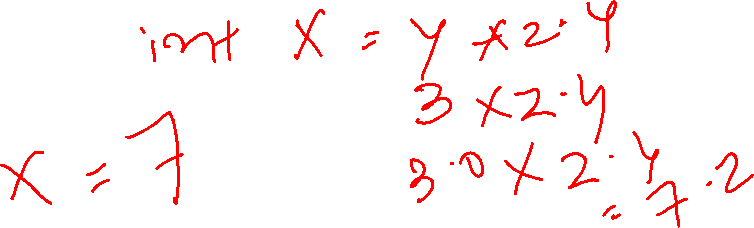 int X = y * 2.4
3 x 2.4
3.0 x 2.4
= 7.2
X = 7